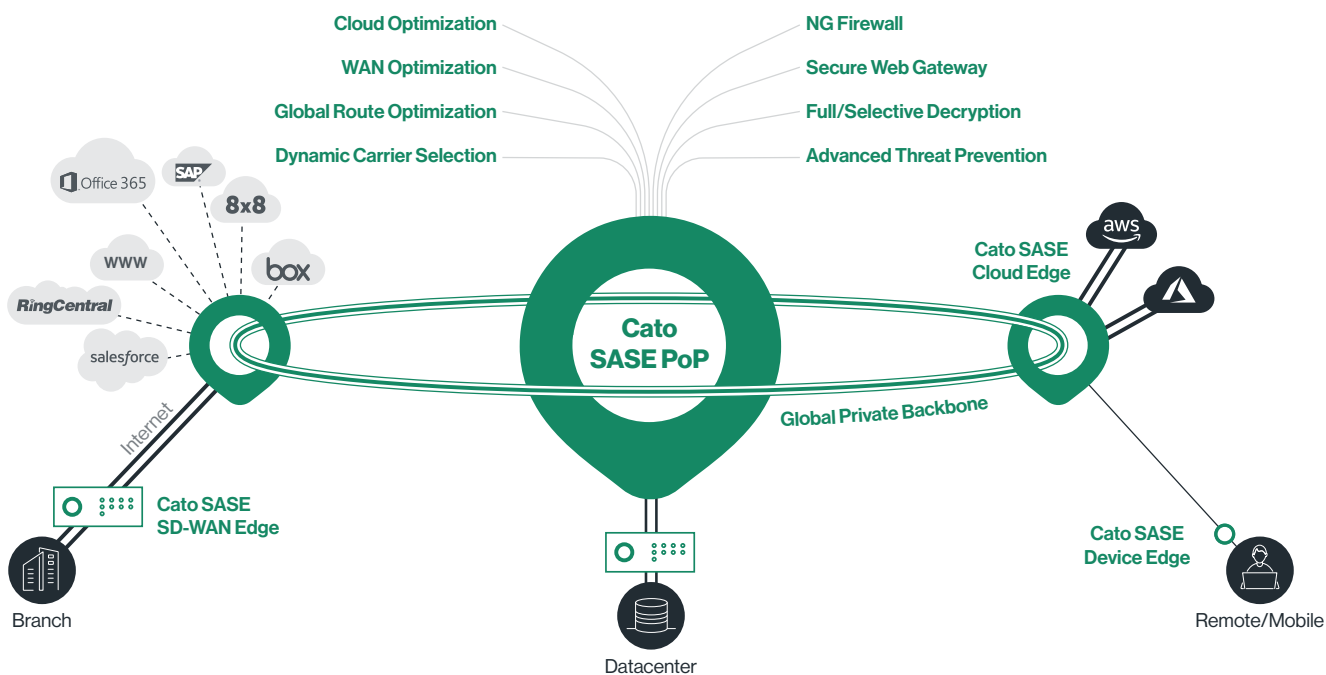 Cloud Optimization
WAN Optimization
Global Route Optimization
Dynamic Carrier Selection
NG Firewall
Secure Web Gateway
Full/Selective Decryption
Advanced Threat Prevention
Office 365
SAP
8x8
www
box
RingCentral
salesforce
Cato
SASE PoP
Cato SASE
Cloud Edge
aws
Global Private Backbone
Internet
Cato SASE
SD-WAN Edge
Branch
Datacenter
Cato SASE
Device Edge
Remote/Mobile